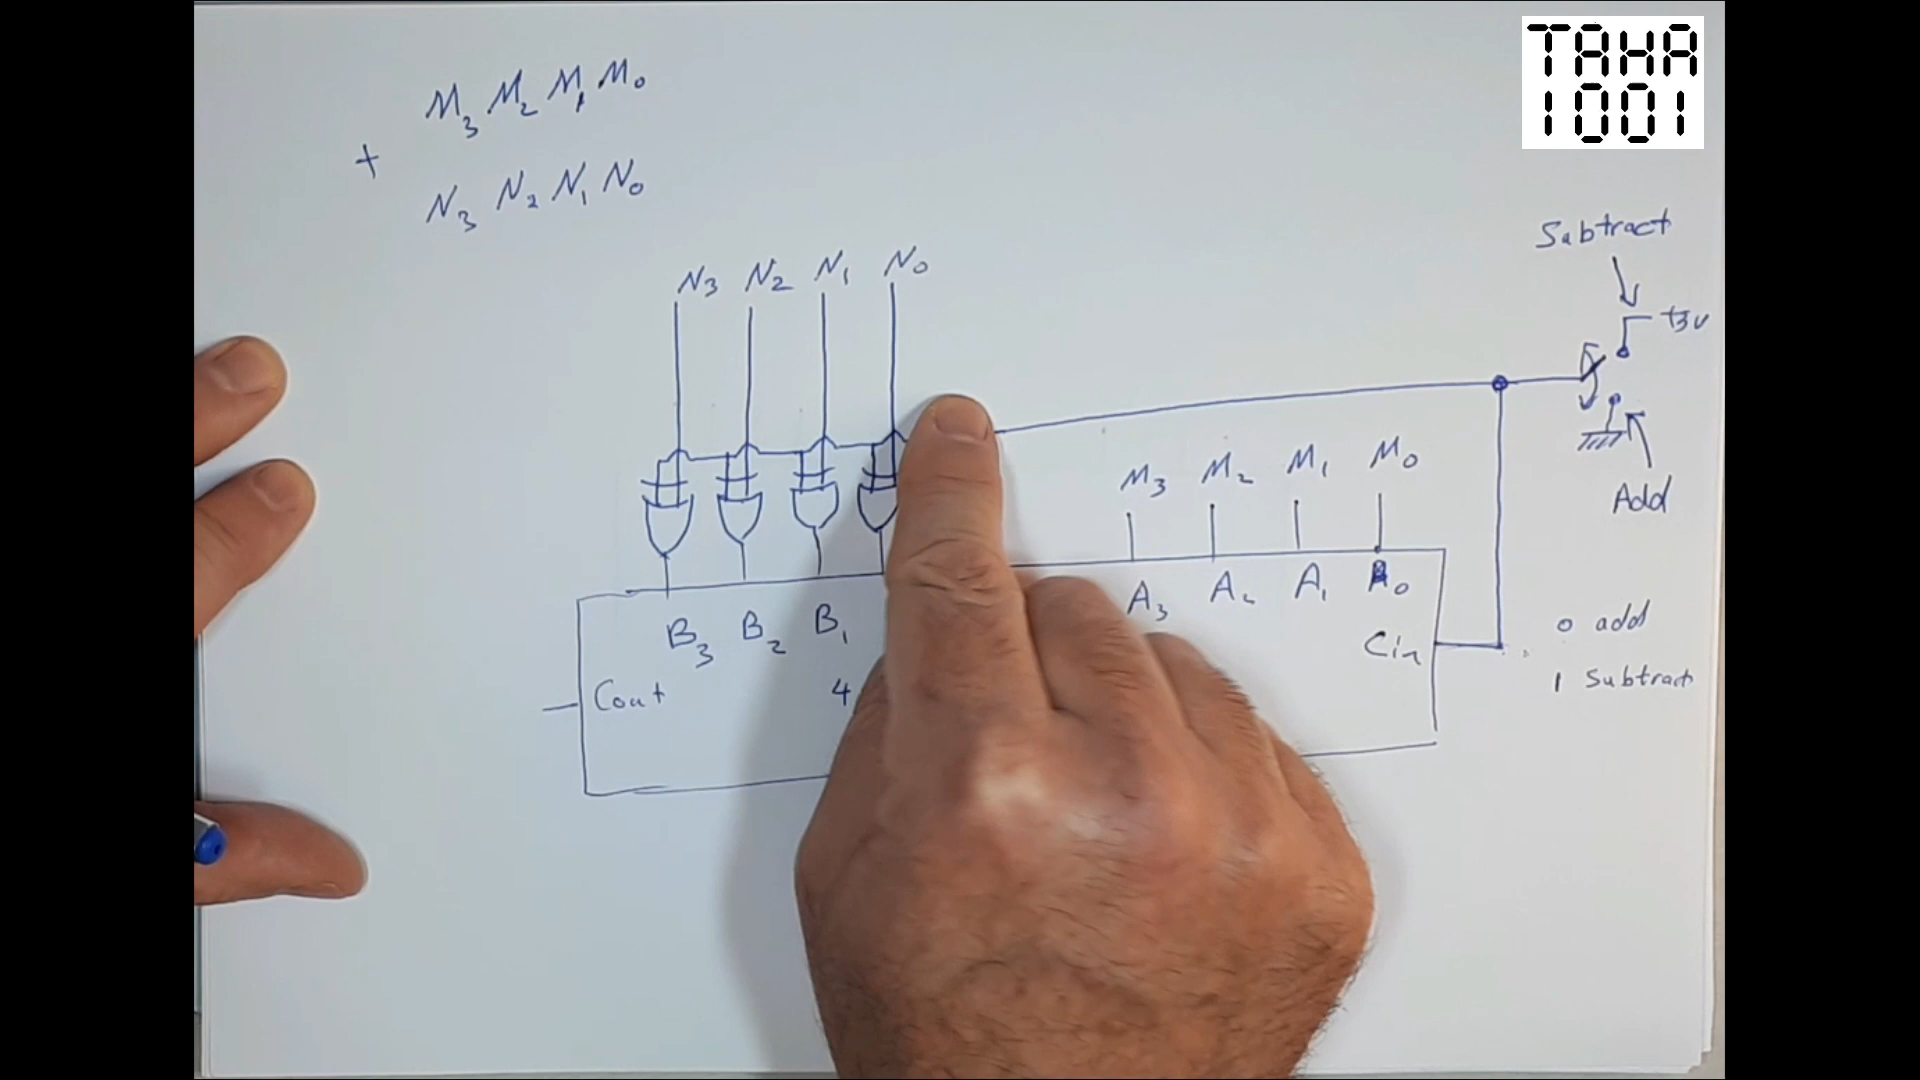 TAHA
1001
M3 M2 M1 M0
+
N3 N2 N1 N0
Subtract
+3v
N3 N2 N1 N0
M3 M2 M1 M0
Add
B3 B2 B1
A3 A2 A1 A0
Cin
Cout
4
0 add
1 Subtract